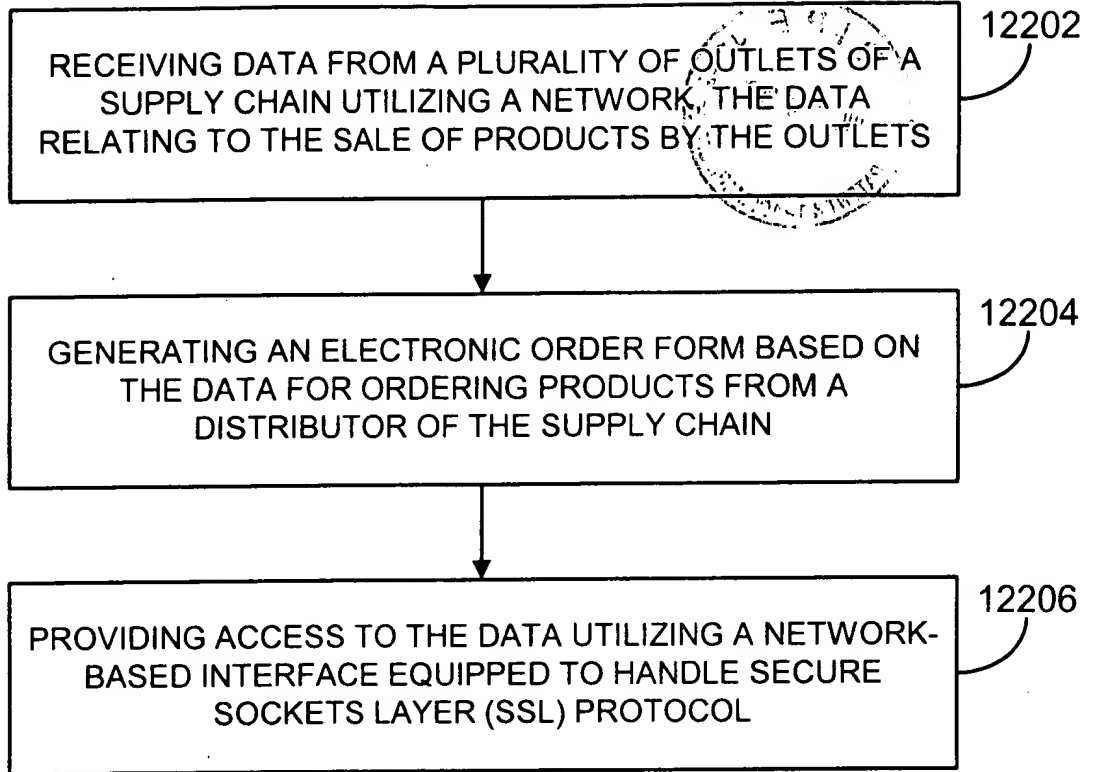 12202
RECEIVING DATA FROM A PLURALITY OF OUTLETS OF A
SUPPLY CHAIN UTILIZING A NETWORK, THE DATA
RELATING TO THE SALE OF PRODUCTS BY THE OUTLETS
12204
GENERATING AN ELECTRONIC ORDER FORM BASED ON
THE DATA FOR ORDERING PRODUCTS FROM A
DISTRIBUTOR OF THE SUPPLY CHAIN
12206
PROVIDING ACCESS TO THE DATA UTILIZING A NETWORK-
BASED INTERFACE EQUIPPED TO HANDLE SECURE
SOCKETS LAYER (SSL) PROTOCOL